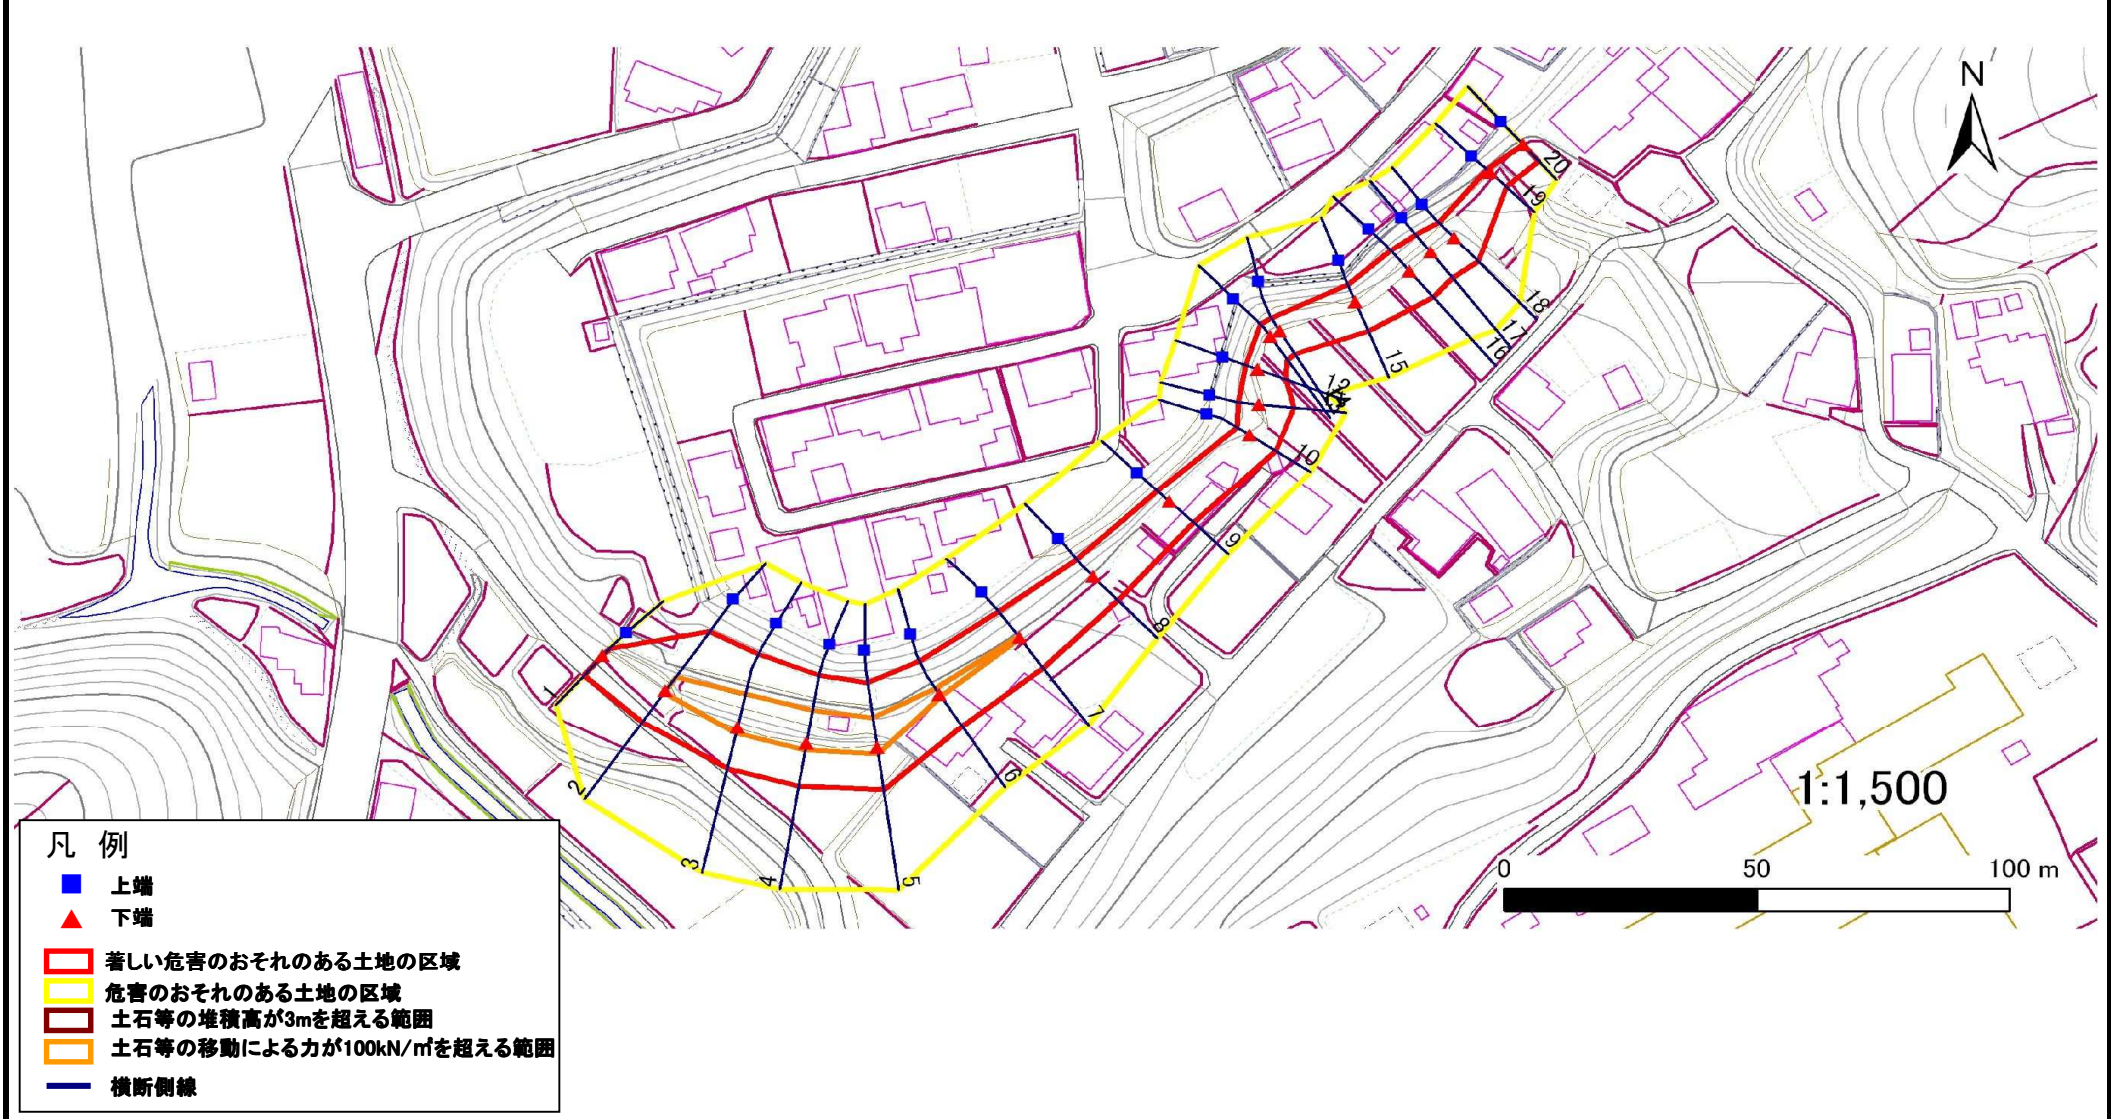 N
20
19
18
17
16
15
12
10
9
8
7
6
5
4
3
2
1
1:1,500
0 50 100 m
凡 例
上端
下端
著しい危害のおそれのある土地の区域
危害のおそれのある土地の区域
土石等の堆積高が3mを超える範囲
土石等の移動による力が100kN/㎡を超える範囲
横断側線